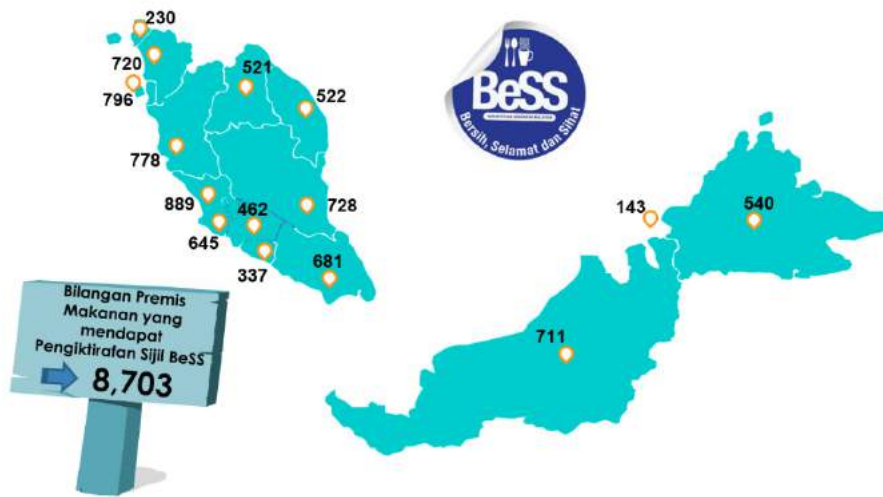 230
720
796
521
522
778
889
462
728
645
337
681
BeSS
Bersih, Selamat dan Sihat
143
540
711
Bilangan Premis
Makanan yang
mendapat
Pengiktirafan Sijil BeSS
8,703